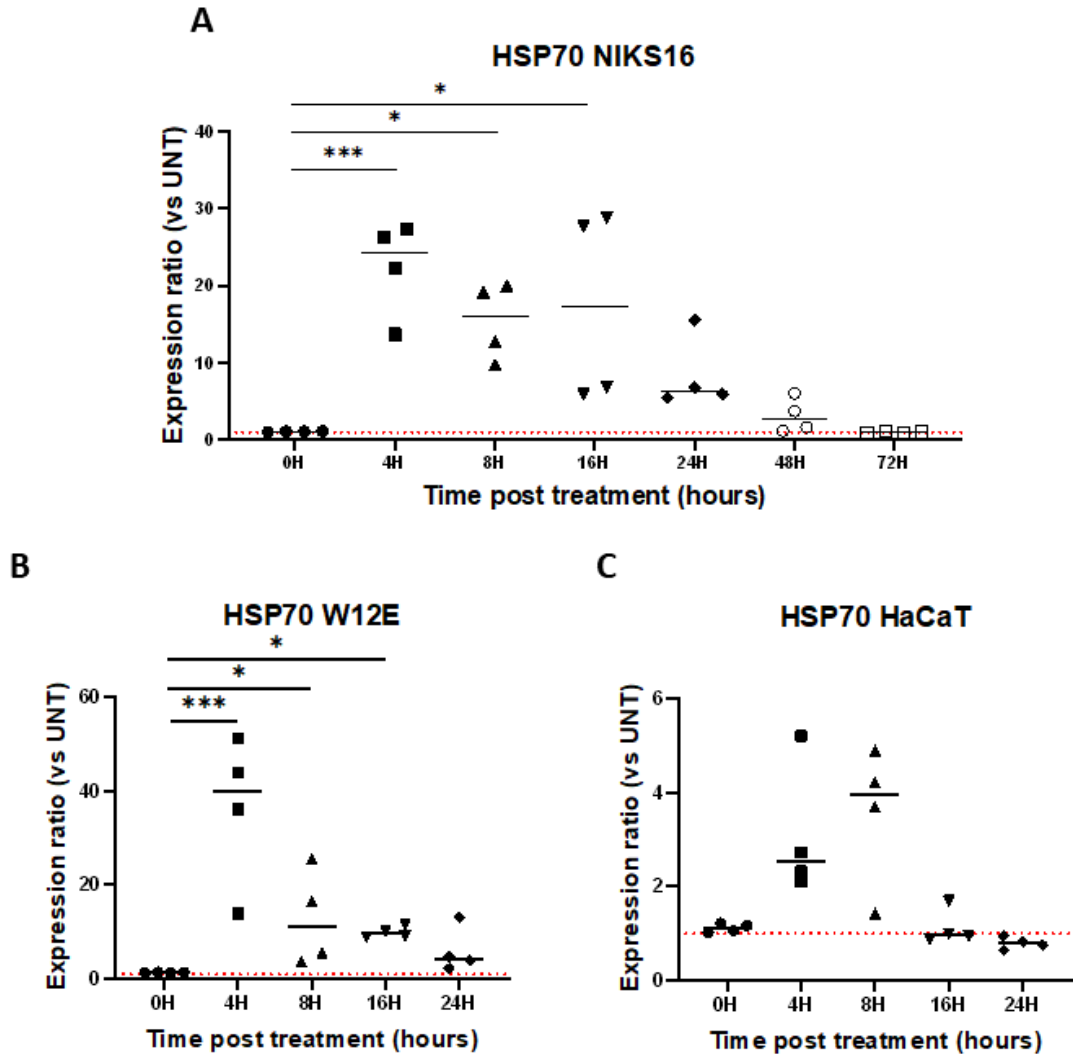 A
HSP70 NIKS16
*
*
***
Expression ratio (vs UNT)
40
30
20
10
0
0H 4H 8H 16H 24H 48H 72H
Time post treatment (hours)
B
HSP70 W12E
*
*
***
Expression ratio (vs UNT)
60
40
20
0
0H 4H 8H 16H 24H
Time post treatment (hours)
C
HSP70 HaCaT
Expression ratio (vs UNT)
6
4
2
0
0H 4H 8H 16H 24H
Time post treatment (hours)